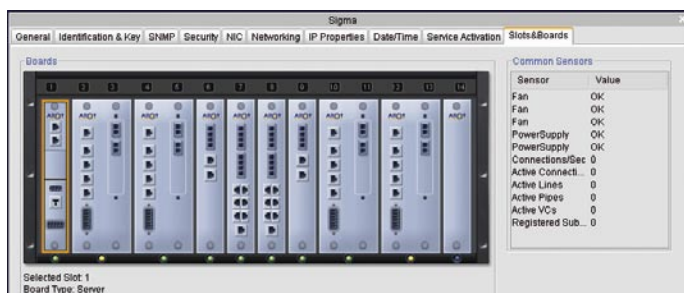 Sigma
General Identification & Key SNMP Security NIC Networking IP Properties Date/Time Service Activation Slots&Boards
Boards
1 2 3 4 5 6 7 8 9 10 11 12 13 14
Common Sensors
Sensor Value
Fan OK
Fan OK
Fan OK
PowerSupply OK
PowerSupply OK
Connections/Sec 0
Active Connecti... 0
Active Lines 0
Active Pipes 0
Active VCs 0
Registered Sub... 0
Selected Slot: 1
Board Type: Server